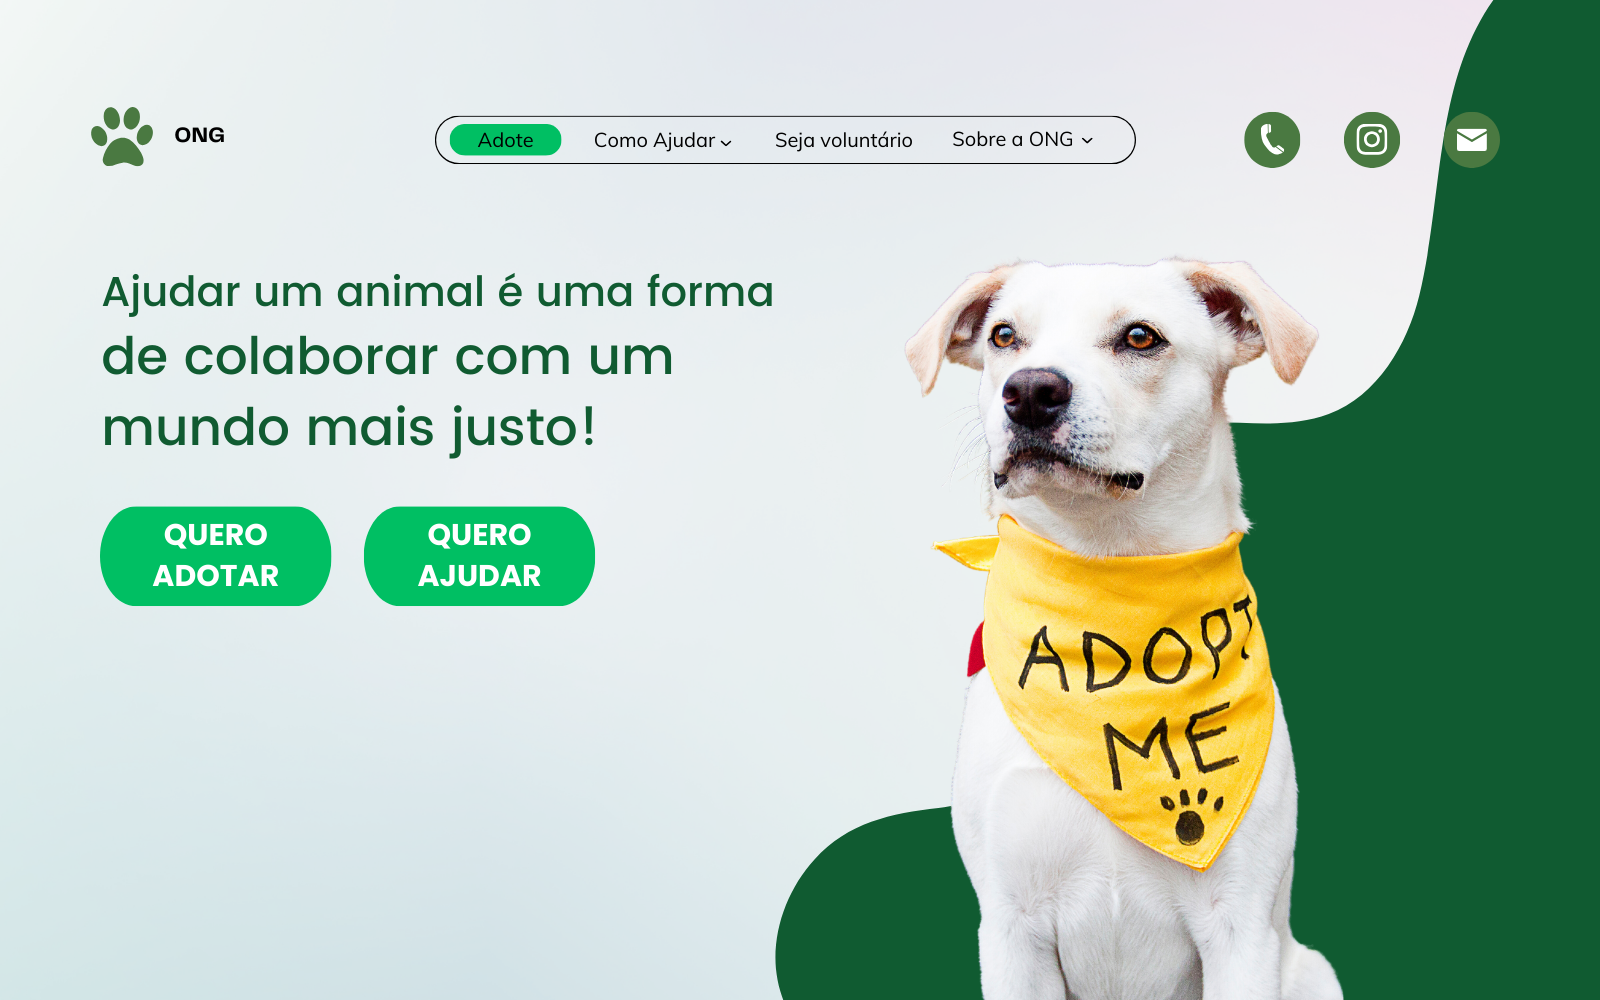 ONG
Adote
Como Ajudar
Seja voluntário
Sobre a ONG
Ajudar um animal é uma forma
de colaborar com um
mundo mais justo!
QUERO
ADOTAR
QUERO
AJUDAR
ADOPT
ME